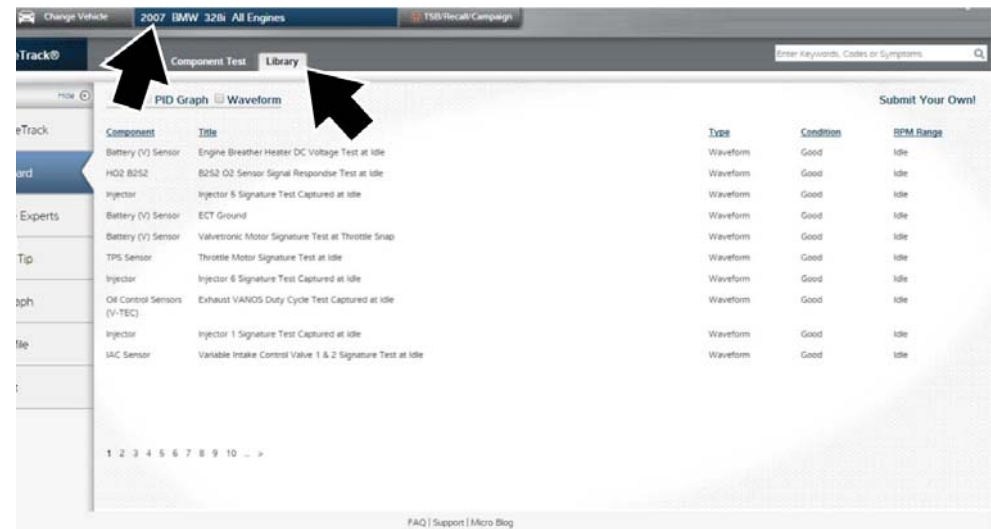 Change Vehicle 2007 BMW 328i All Engines TSB/Recall/Campaign
eTrack® Component Test Library Enter Keywords, Codes or Symptoms
Hide PID Graph Waveform Submit Your Own!
eTrack
ard
Experts
Tip
aph
file
t
Component Title Type Condition RPM Range
Battery (V) Sensor Engine Breather Heater DC Voltage Test at Idle Waveform Good Idle
HO2 B2S2 B2S2 O2 Sensor Signal Respondse Test at Idle Waveform Good Idle
Injector Injector 5 Signature Test Captured at Idle Waveform Good Idle
Battery (V) Sensor ECT Ground Waveform Good Idle
Battery (V) Sensor Valvetronic Motor Signature Test at Throttle Snap Waveform Good Idle
TPS Sensor Throttle Motor Signature Test at Idle Waveform Good Idle
Injector Injector 6 Signature Test Captured at Idle Waveform Good Idle
Oil Control Sensors (V-TEC) Exhaust VANOS Duty Cycle Test Captured at Idle Waveform Good Idle
Injector Injector 1 Signature Test Captured at Idle Waveform Good Idle
IAC Sensor Variable Intake Control Valve 1 & 2 Signature Test at Idle Waveform Good Idle
1 2 3 4 5 6 7 8 9 10 ... >
FAQ | Support | Micro Blog